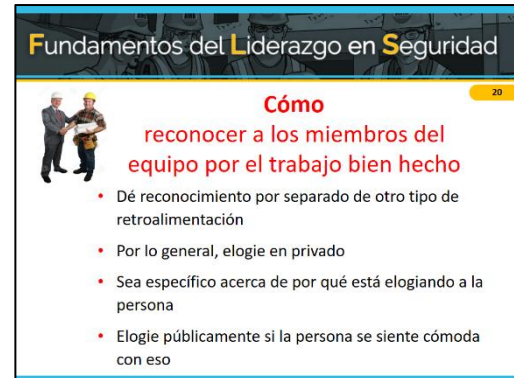 Fundamentos del Liderazgo en Seguridad
20
Cómo
reconocer a los miembros del
equipo por el trabajo bien hecho
• Dé reconocimiento por separado de otro tipo de
retroalimentación
• Por lo general, elogie en privado
• Sea específico acerca de por qué está elogiando a la
persona
• Elogie públicamente si la persona se siente cómoda
con eso